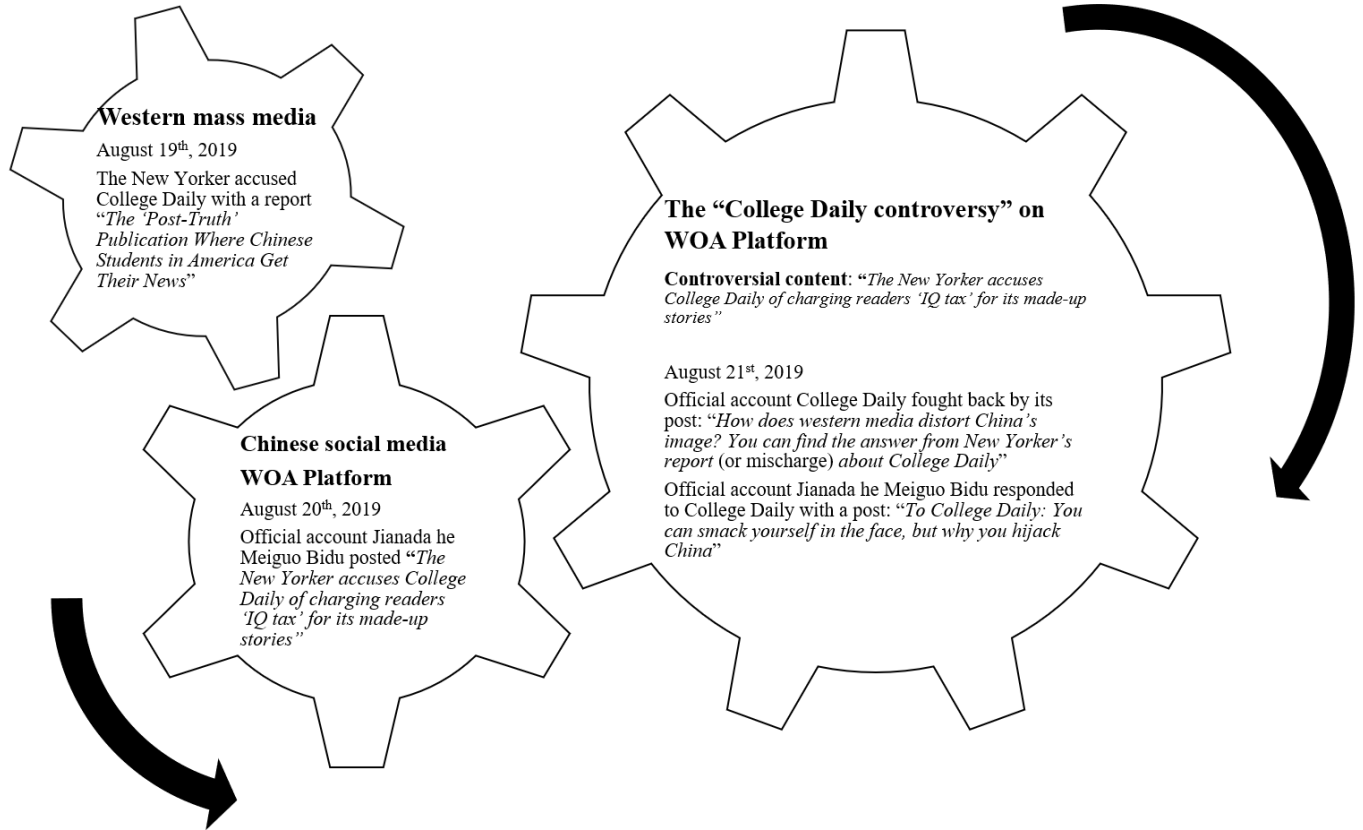 Western mass media
August 19th, 2019
The New Yorker accused
College Daily with a report
“The ‘Post-Truth’
Publication Where Chinese
Students in America Get
Their News”
Chinese social media
WOA Platform
August 20th, 2019
Official account Jianada he
Meiguo Bidu posted “The
New Yorker accuses College
Daily of charging readers
‘IQ tax’ for its made-up
stories”
The “College Daily controversy” on
WOA Platform
Controversial content: “The New Yorker accuses
College Daily of charging readers ‘IQ tax’ for its made-up
stories”
August 21st, 2019
Official account College Daily fought back by its
post: “How does western media distort China’s
image? You can find the answer from New Yorker’s
report (or mischarge) about College Daily”
Official account Jianada he Meiguo Bidu responded
to College Daily with a post: “To College Daily: You
can smack yourself in the face, but why you hijack
China”